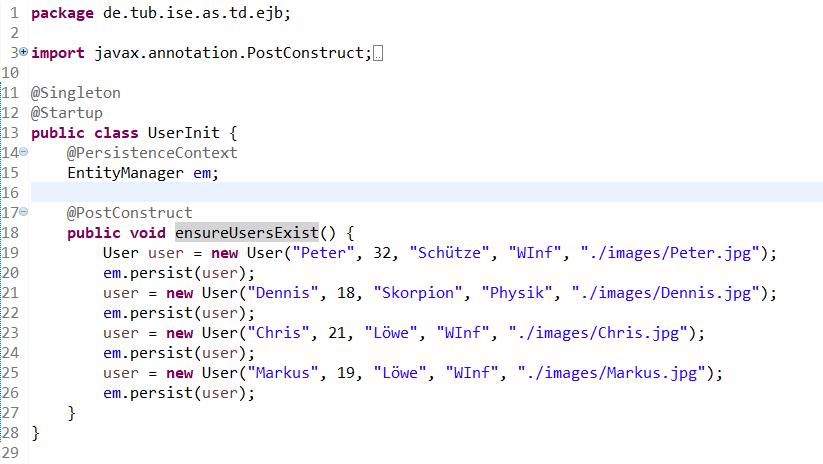 1 package de.tub.ise.as.td.ejb;
2
3 import javax.annotation.PostConstruct;
10
11 @Singleton
12 @Startup
13 public class UserInit {
14 @PersistenceContext
15 EntityManager em;
16
17 @PostConstruct
18 public void ensureUsersExist() {
19 User user = new User("Peter", 32, "Schütze", "WInf", "./images/Peter.jpg");
20 em.persist(user);
21 user = new User("Dennis", 18, "Skorpion", "Physik", "./images/Dennis.jpg");
22 em.persist(user);
23 user = new User("Chris", 21, "Löwe", "WInf", "./images/Chris.jpg");
24 em.persist(user);
25 user = new User("Markus", 19, "Löwe", "WInf", "./images/Markus.jpg");
26 em.persist(user);
27 }
28 }
29